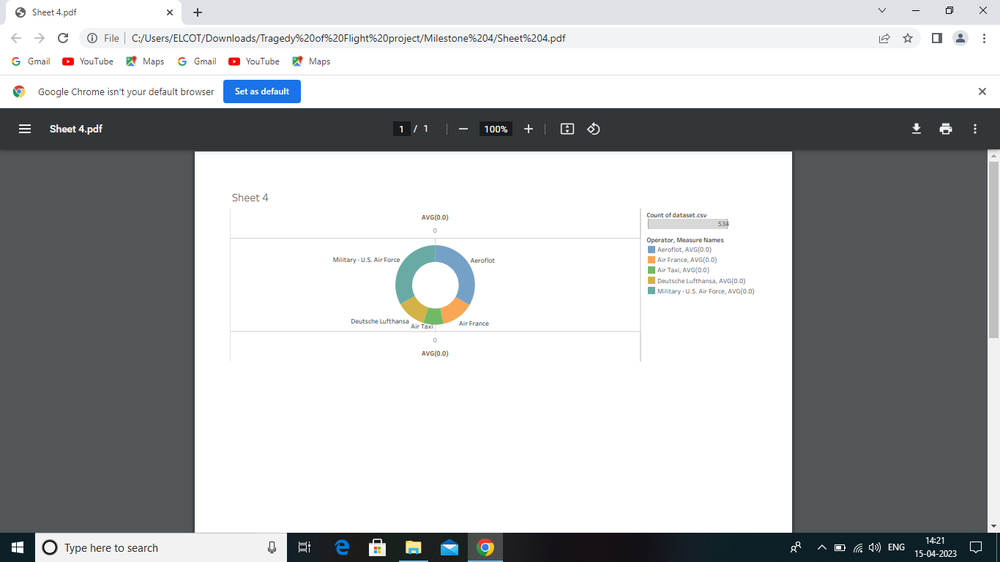 Sheet 4.pdf
File
C:/Users/ELCOT/Downloads/Tragedy%20of%20Flight%20project/Milestone%204/Sheet%204.pdf
Gmail YouTube Maps Gmail YouTube Maps
Google Chrome isn't your default browser
Set as default
Sheet 4.pdf
1 / 1
100%
Sheet 4
AVG(0.0)
0
Military - U.S. Air Force
Aeroflot
Deutsche Lufthansa
Air Taxi
Air France
0
AVG(0.0)
Count of dataset.csv
534
Operator, Measure Names
Aeroflot, AVG(0.0)
Air France, AVG(0.0)
Air Taxi, AVG(0.0)
Deutsche Lufthansa, AVG(0.0)
Military - U.S. Air Force, AVG(0.0)
Type here to search
ENG
14:21
15-04-2023